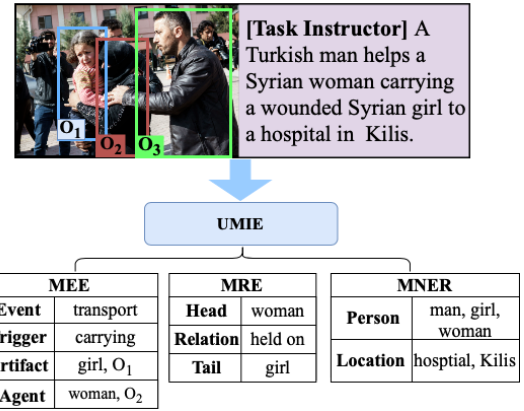 [Task Instructor] A
Turkish man helps a
Syrian woman carrying
a wounded Syrian girl to
a hospital in Kilis.
O1
O2
O3
UMIE
MEE
Event transport
rigger carrying
rtifact girl, O1
Agent woman, O2
MRE
Head woman
Relation held on
Tail girl
MNER
Person man, girl,
woman
Location hosptial, Kilis